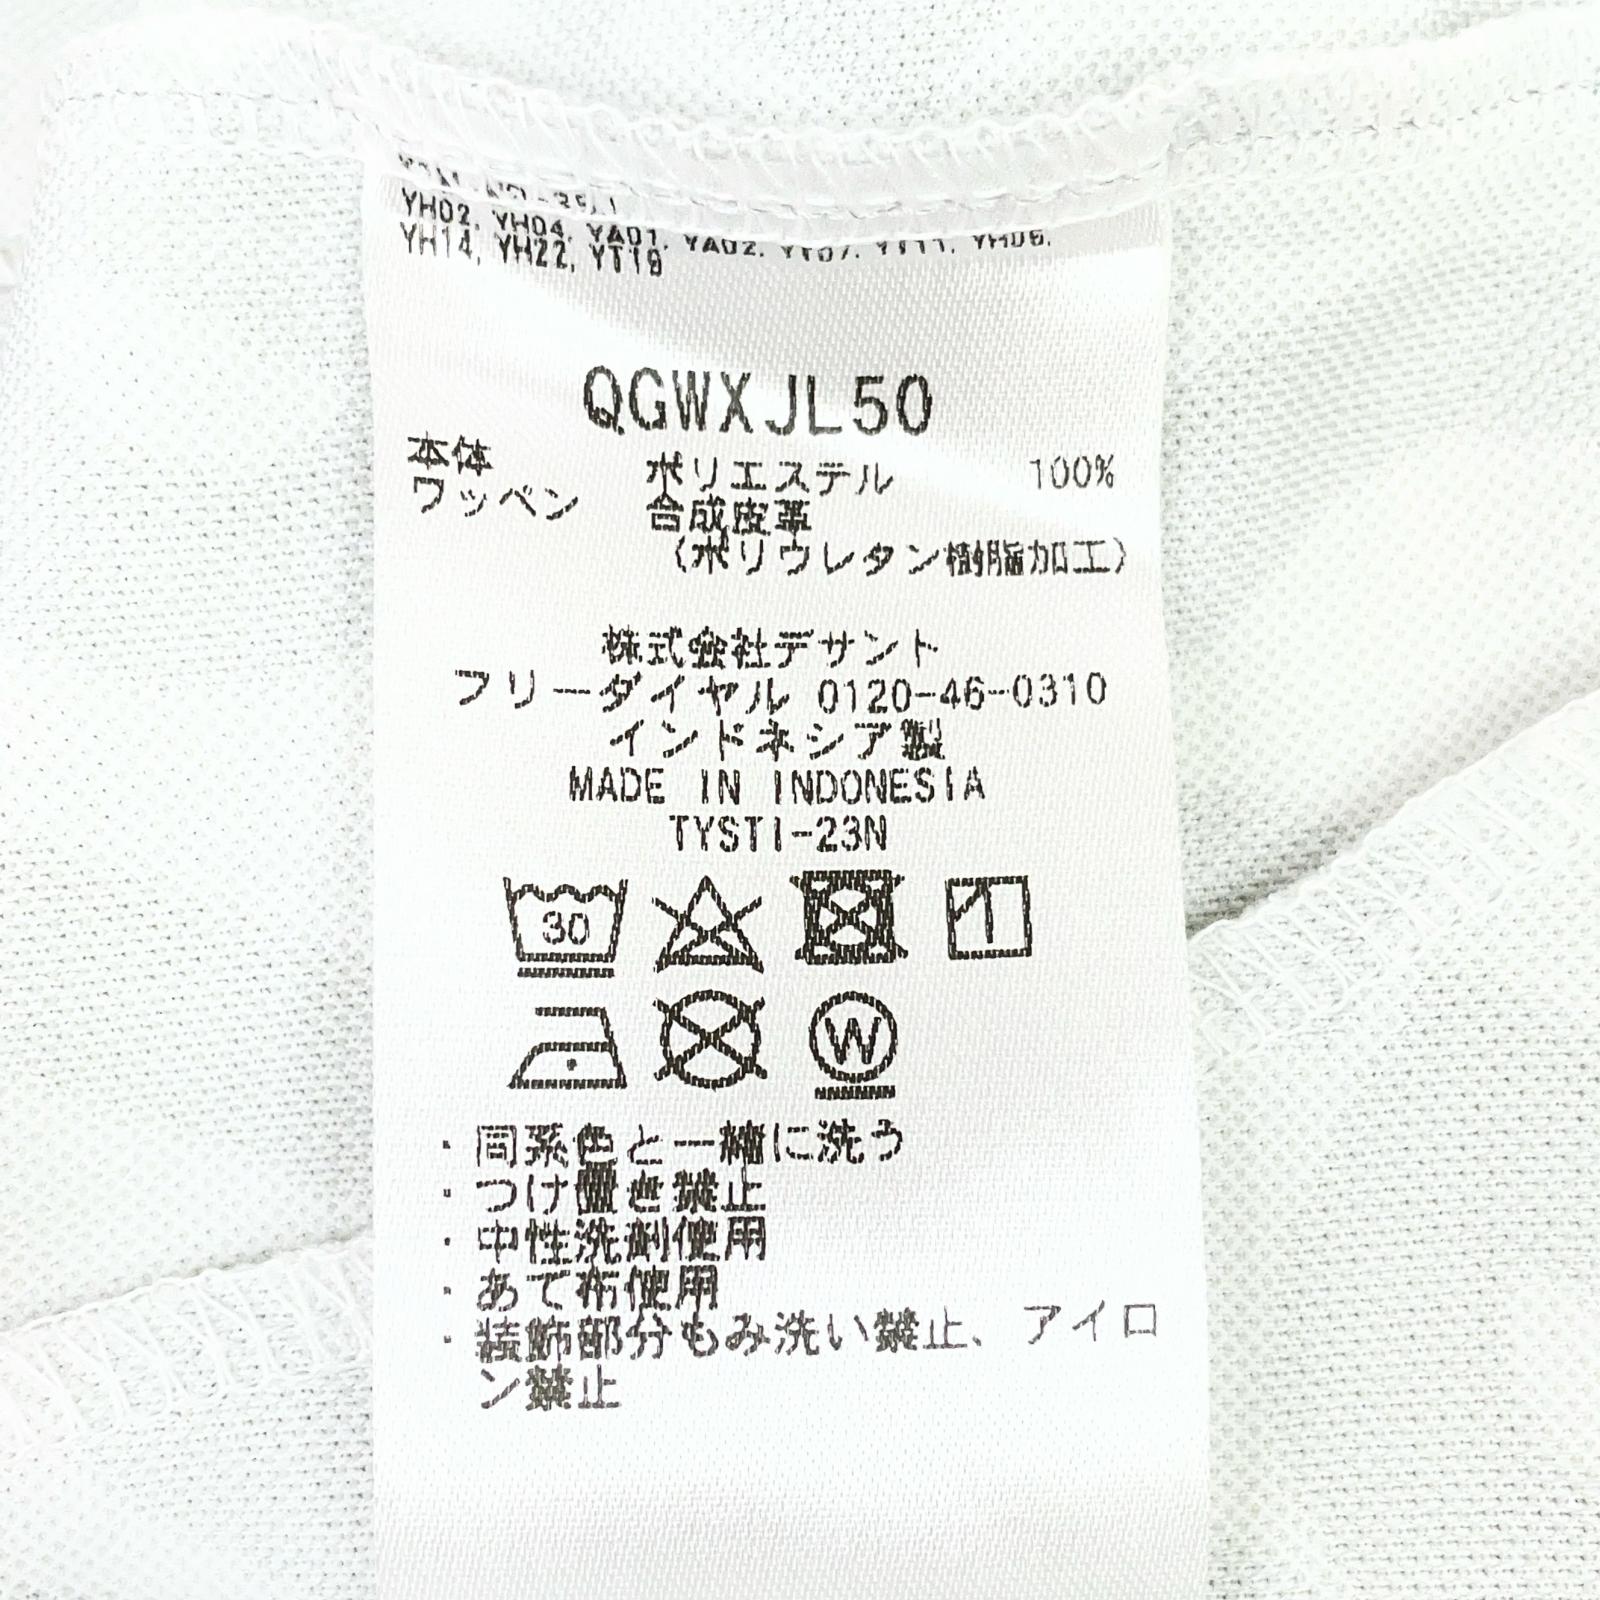 YH02, YH04, YA01, YA02, YT07, YT11, YH06,
YH14, YH22, YT19
QGWXJL50
本体 ポリエステル 100%
ワッペン 合成皮革
(ポリウレタン樹脂加工)
株式会社デサント
フリーダイヤル 0120-46-0310
インドネシア製
MADE IN INDONESIA
TYSTI-23N
30
W
・同系色と一緒に洗う
・つけ置き禁止
・中性洗剤使用
・あて布使用
・装飾部分もみ洗い禁止、アイロ
ン禁止